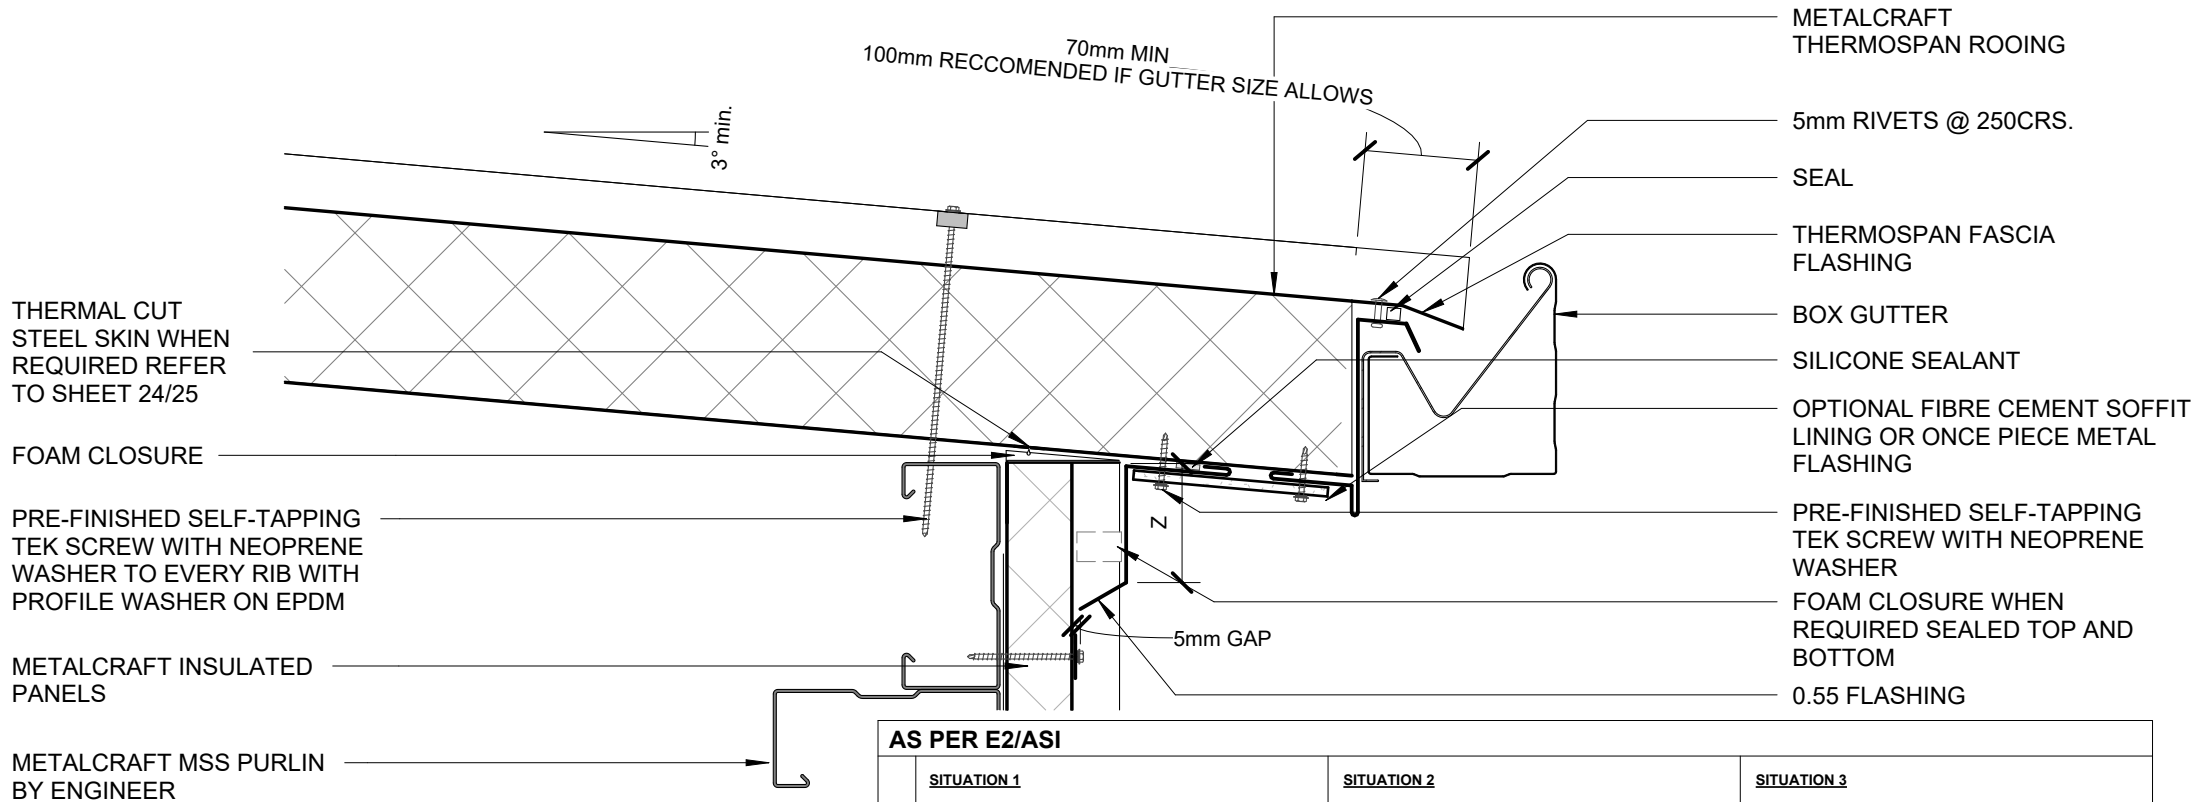 METALCRAFT
THERMOSPAN ROOING
70mm MIN
100mm RECCOMENDED IF GUTTER SIZE ALLOWS
3° min.
5mm RIVETS @ 250CRS.
SEAL
THERMOSPAN FASCIA
FLASHING
BOX GUTTER
SILICONE SEALANT
OPTIONAL FIBRE CEMENT SOFFIT
LINING OR ONCE PIECE METAL
FLASHING
PRE-FINISHED SELF-TAPPING
TEK SCREW WITH NEOPRENE
WASHER
FOAM CLOSURE WHEN
REQUIRED SEALED TOP AND
BOTTOM
0.55 FLASHING
THERMAL CUT
STEEL SKIN WHEN
REQUIRED REFER
TO SHEET 24/25
FOAM CLOSURE
PRE-FINISHED SELF-TAPPING
TEK SCREW WITH NEOPRENE
WASHER TO EVERY RIB WITH
PROFILE WASHER ON EPDM
METALCRAFT INSULATED
PANELS
METALCRAFT MSS PURLIN
BY ENGINEER
Z
5mm GAP
AS PER E2/ASI
SITUATION 1
SITUATION 2
SITUATION 3